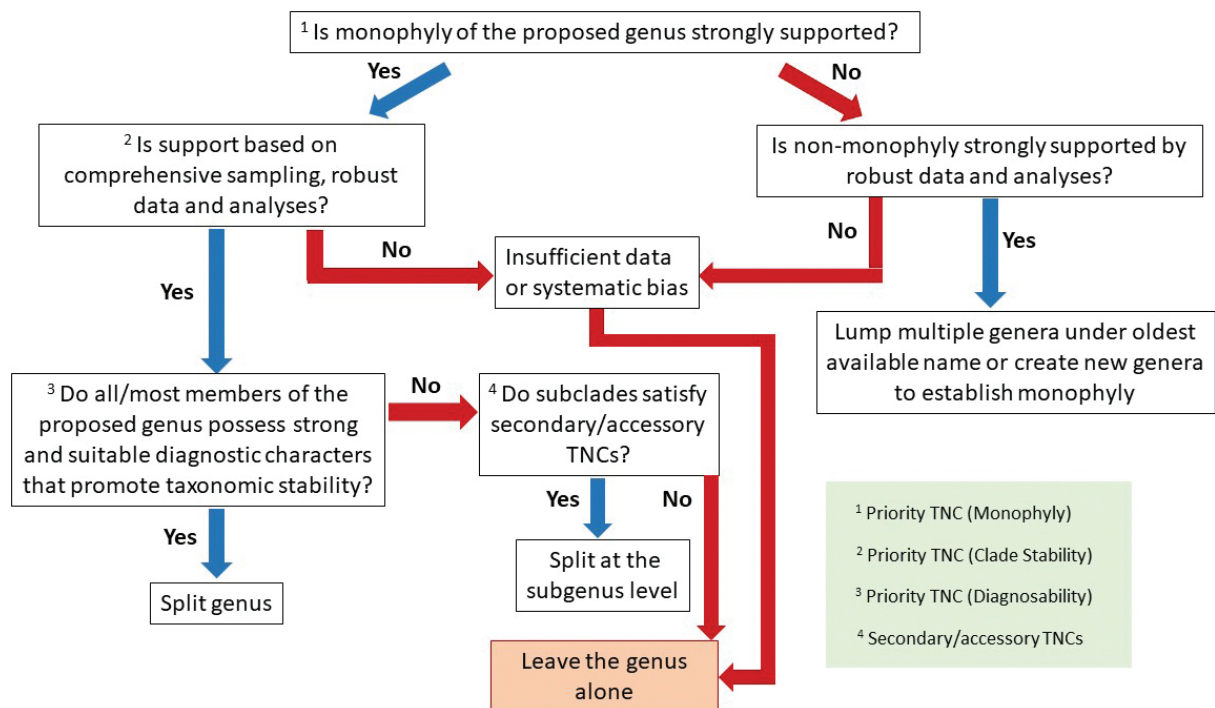 ¹ Is monophyly of the proposed genus strongly supported?
Yes
No
² Is support based on
comprehensive sampling, robust
data and analyses?
Is non-monophyly strongly supported by
robust data and analyses?
No
No
Yes
Insufficient data
or systematic bias
Yes
Lump multiple genera under oldest
available name or create new genera
to establish monophyly
³ Do all/most members of the
proposed genus possess strong
and suitable diagnostic characters
that promote taxonomic stability?
No
⁴ Do subclades satisfy
secondary/accessory
TNCs?
Yes
No
Yes
Split genus
Split at the
subgenus level
Leave the genus
alone
¹ Priority TNC (Monophyly)
² Priority TNC (Clade Stability)
³ Priority TNC (Diagnosability)
⁴ Secondary/accessory TNCs